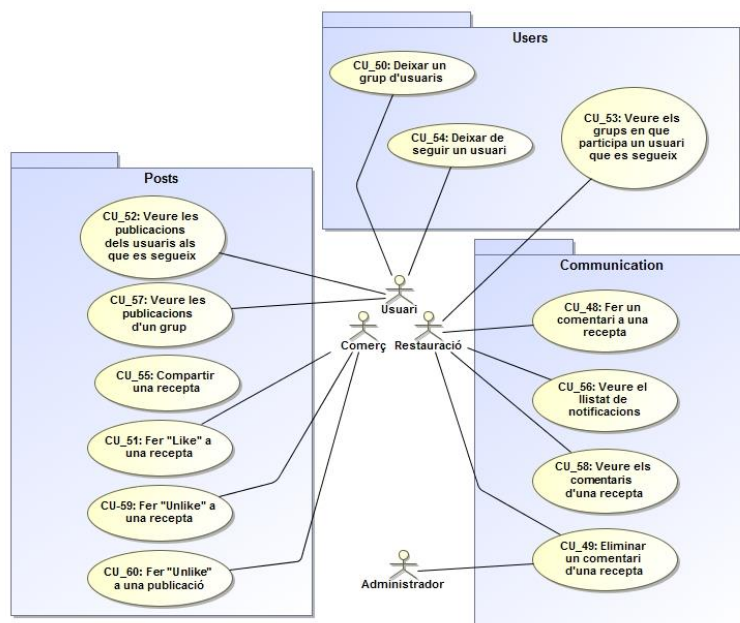 Users
CU_50: Deixar un
grup d'usuaris
CU_54: Deixar de
seguir un usuari
CU_53: Veure els
grups en que
participa un usuari
que es segueix
Posts
CU_52: Veure les
publicacions
dels usuaris als
que es segueix
CU_57: Veure les
publicacions
d'un grup
CU_55: Compartir
una recepta
CU_51: Fer "Like" a
una recepta
CU-59: Fer "Unlike" a
una recepta
CU_60: Fer "Unlike"
a una publicació
Usuari
Comerç
Restauració
Administrador
Communication
CU_48: Fer un
comentari a una
recepta
CU_56: Veure el
llistat de
notificacions
CU_58: Veure els
comentaris
d'una recepta
CU_49: Eliminar
un comentari
d'una recepta